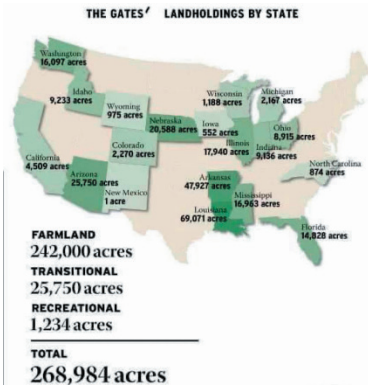 THE GATES' LANDHOLDINGS BY STATE
Washington
16,097 acres
Idaho
9,233 acres
Wyoming
975 acres
Nebraska
20,588 acres
Wisconsin
1,188 acres
Michigan
2,167 acres
Iowa
552 acres
Illinois
17,940 acres
Ohio
8,915 acres
Indiana
9,136 acres
Colorado
2,270 acres
California
4,509 acres
Arizona
25,750 acres
New Mexico
1 acre
North Carolina
874 acres
Arkansas
47,927 acres
Mississippi
16,963 acres
Louisiana
69,071 acres
Florida
14,828 acres
FARMLAND
242,000 acres
TRANSITIONAL
25,750 acres
RECREATIONAL
1,234 acres
TOTAL
268,984 acres